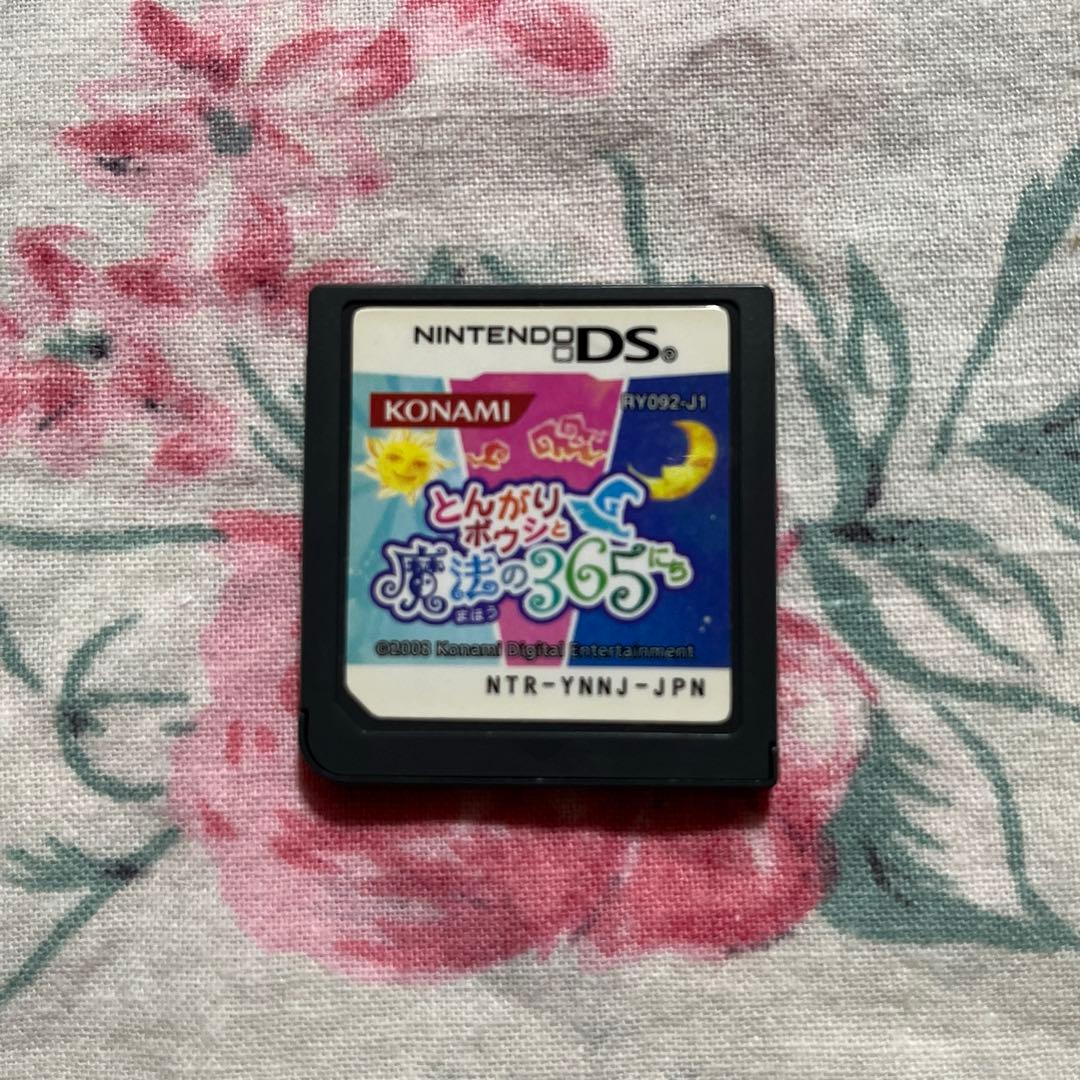 NINTENDO DS®
KONAMI
RY092-J1
とんがり
ボウシと
魔法の365にち
まほう
©2008 Konami Digital Entertainment
NTR-YNNJ-JPN